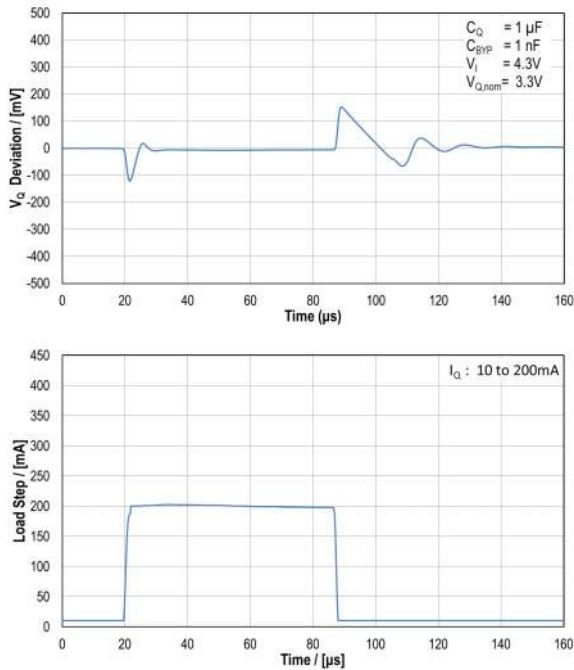 500
400
300
200
100
0
-100
-200
-300
-400
-500
V_Q Deviation / [mV]
C_Q = 1 µF
C_BYP = 1 nF
V_I = 4.3V
V_Q,nom= 3.3V
0 20 40 60 80 100 120 140 160
Time (µs)
450
400
350
300
250
200
150
100
50
0
Load Step / [mA]
I_Q : 10 to 200mA
0 20 40 60 80 100 120 140 160
Time / [µs]